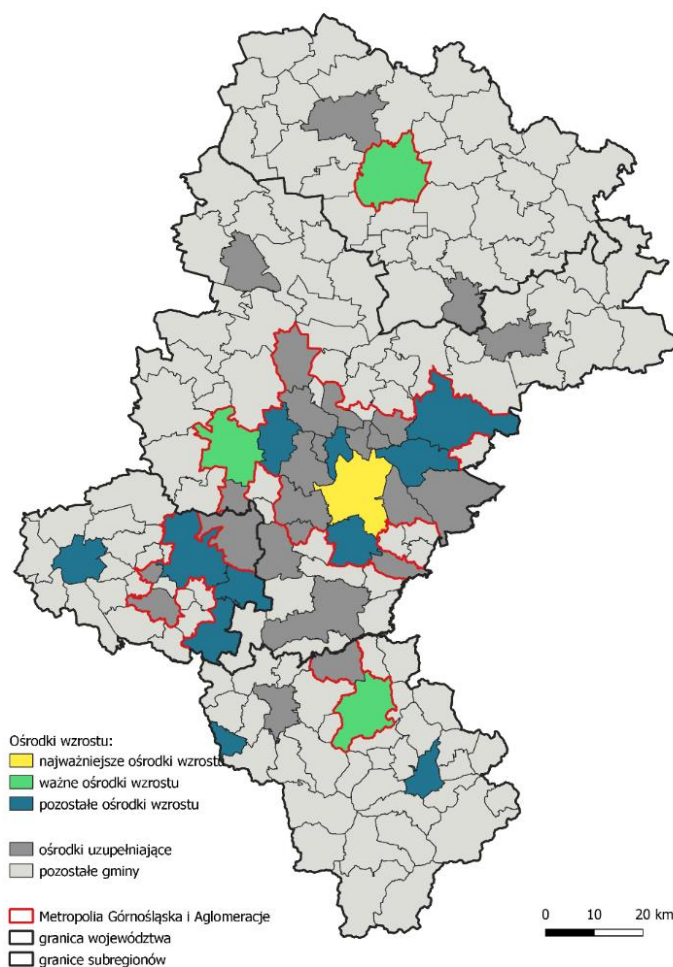 Ośrodki wzrostu:
najważniejsze ośrodki wzrostu
ważne ośrodki wzrostu
pozostałe ośrodki wzrostu
ośrodki uzupełniające
pozostałe gminy
Metropolia Górnośląska i Aglomeracje
granica województwa
granice subregionów
0 10 20 km